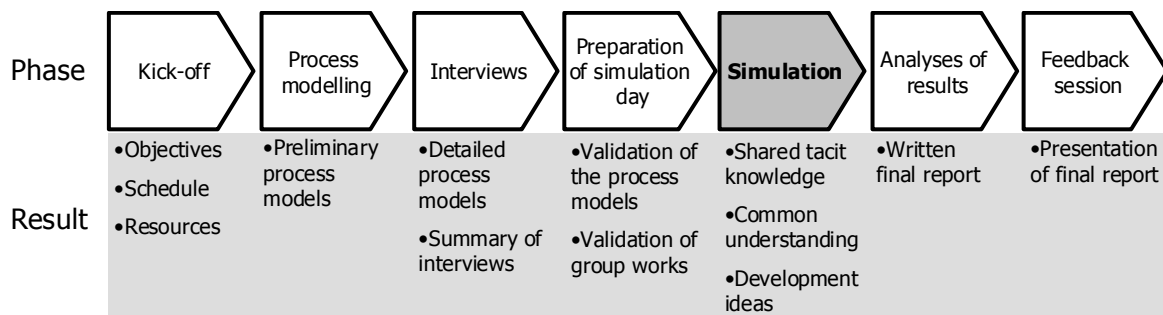 Phase
Kick-off
Process
modelling
Interviews
Preparation
of simulation
day
Simulation
Analyses of
results
Feedback
session
Result
•Objectives
•Schedule
•Resources
•Preliminary
process
models
•Detailed
process
models
•Summary of
interviews
•Validation of
the process
models
•Validation of
group works
•Shared tacit
knowledge
•Common
understanding
•Development
ideas
•Written
final report
•Presentation
of final report